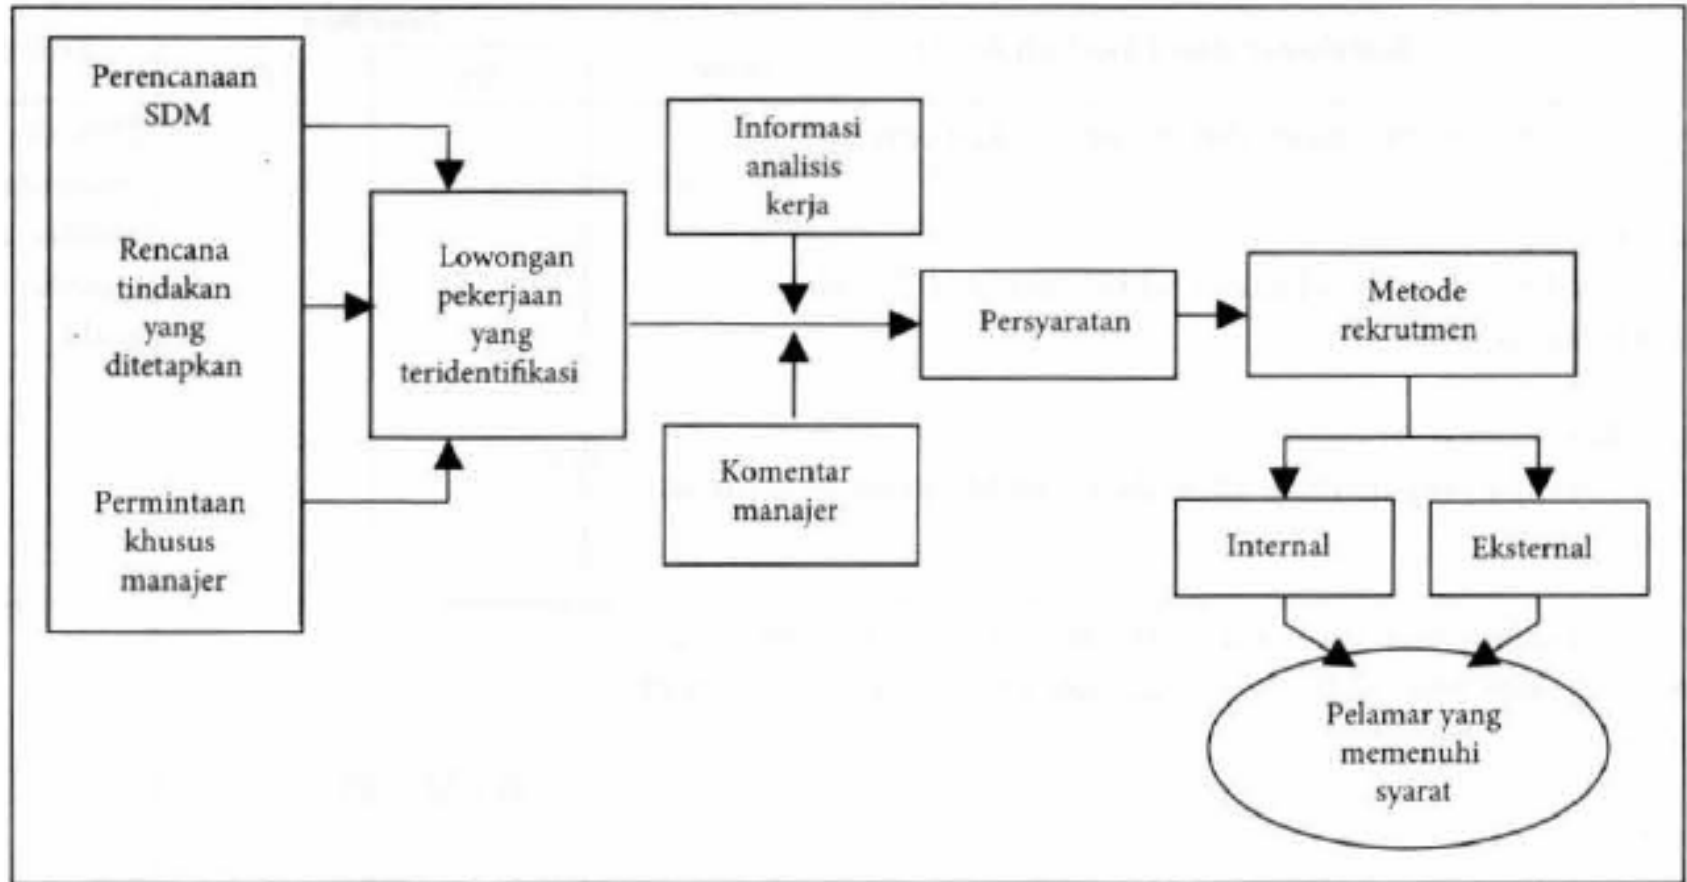 Perencanaan
SDM
Rencana
tindakan
yang
ditetapkan
Permintaan
khusus
manajer
Lowongan
pekerjaan
yang
teridentifikasi
Informasi
analisis
kerja
Komentar
manajer
Persyaratan
Metode
rekrutmen
Internal
Eksternal
Pelamar yang
memenuhi
syarat